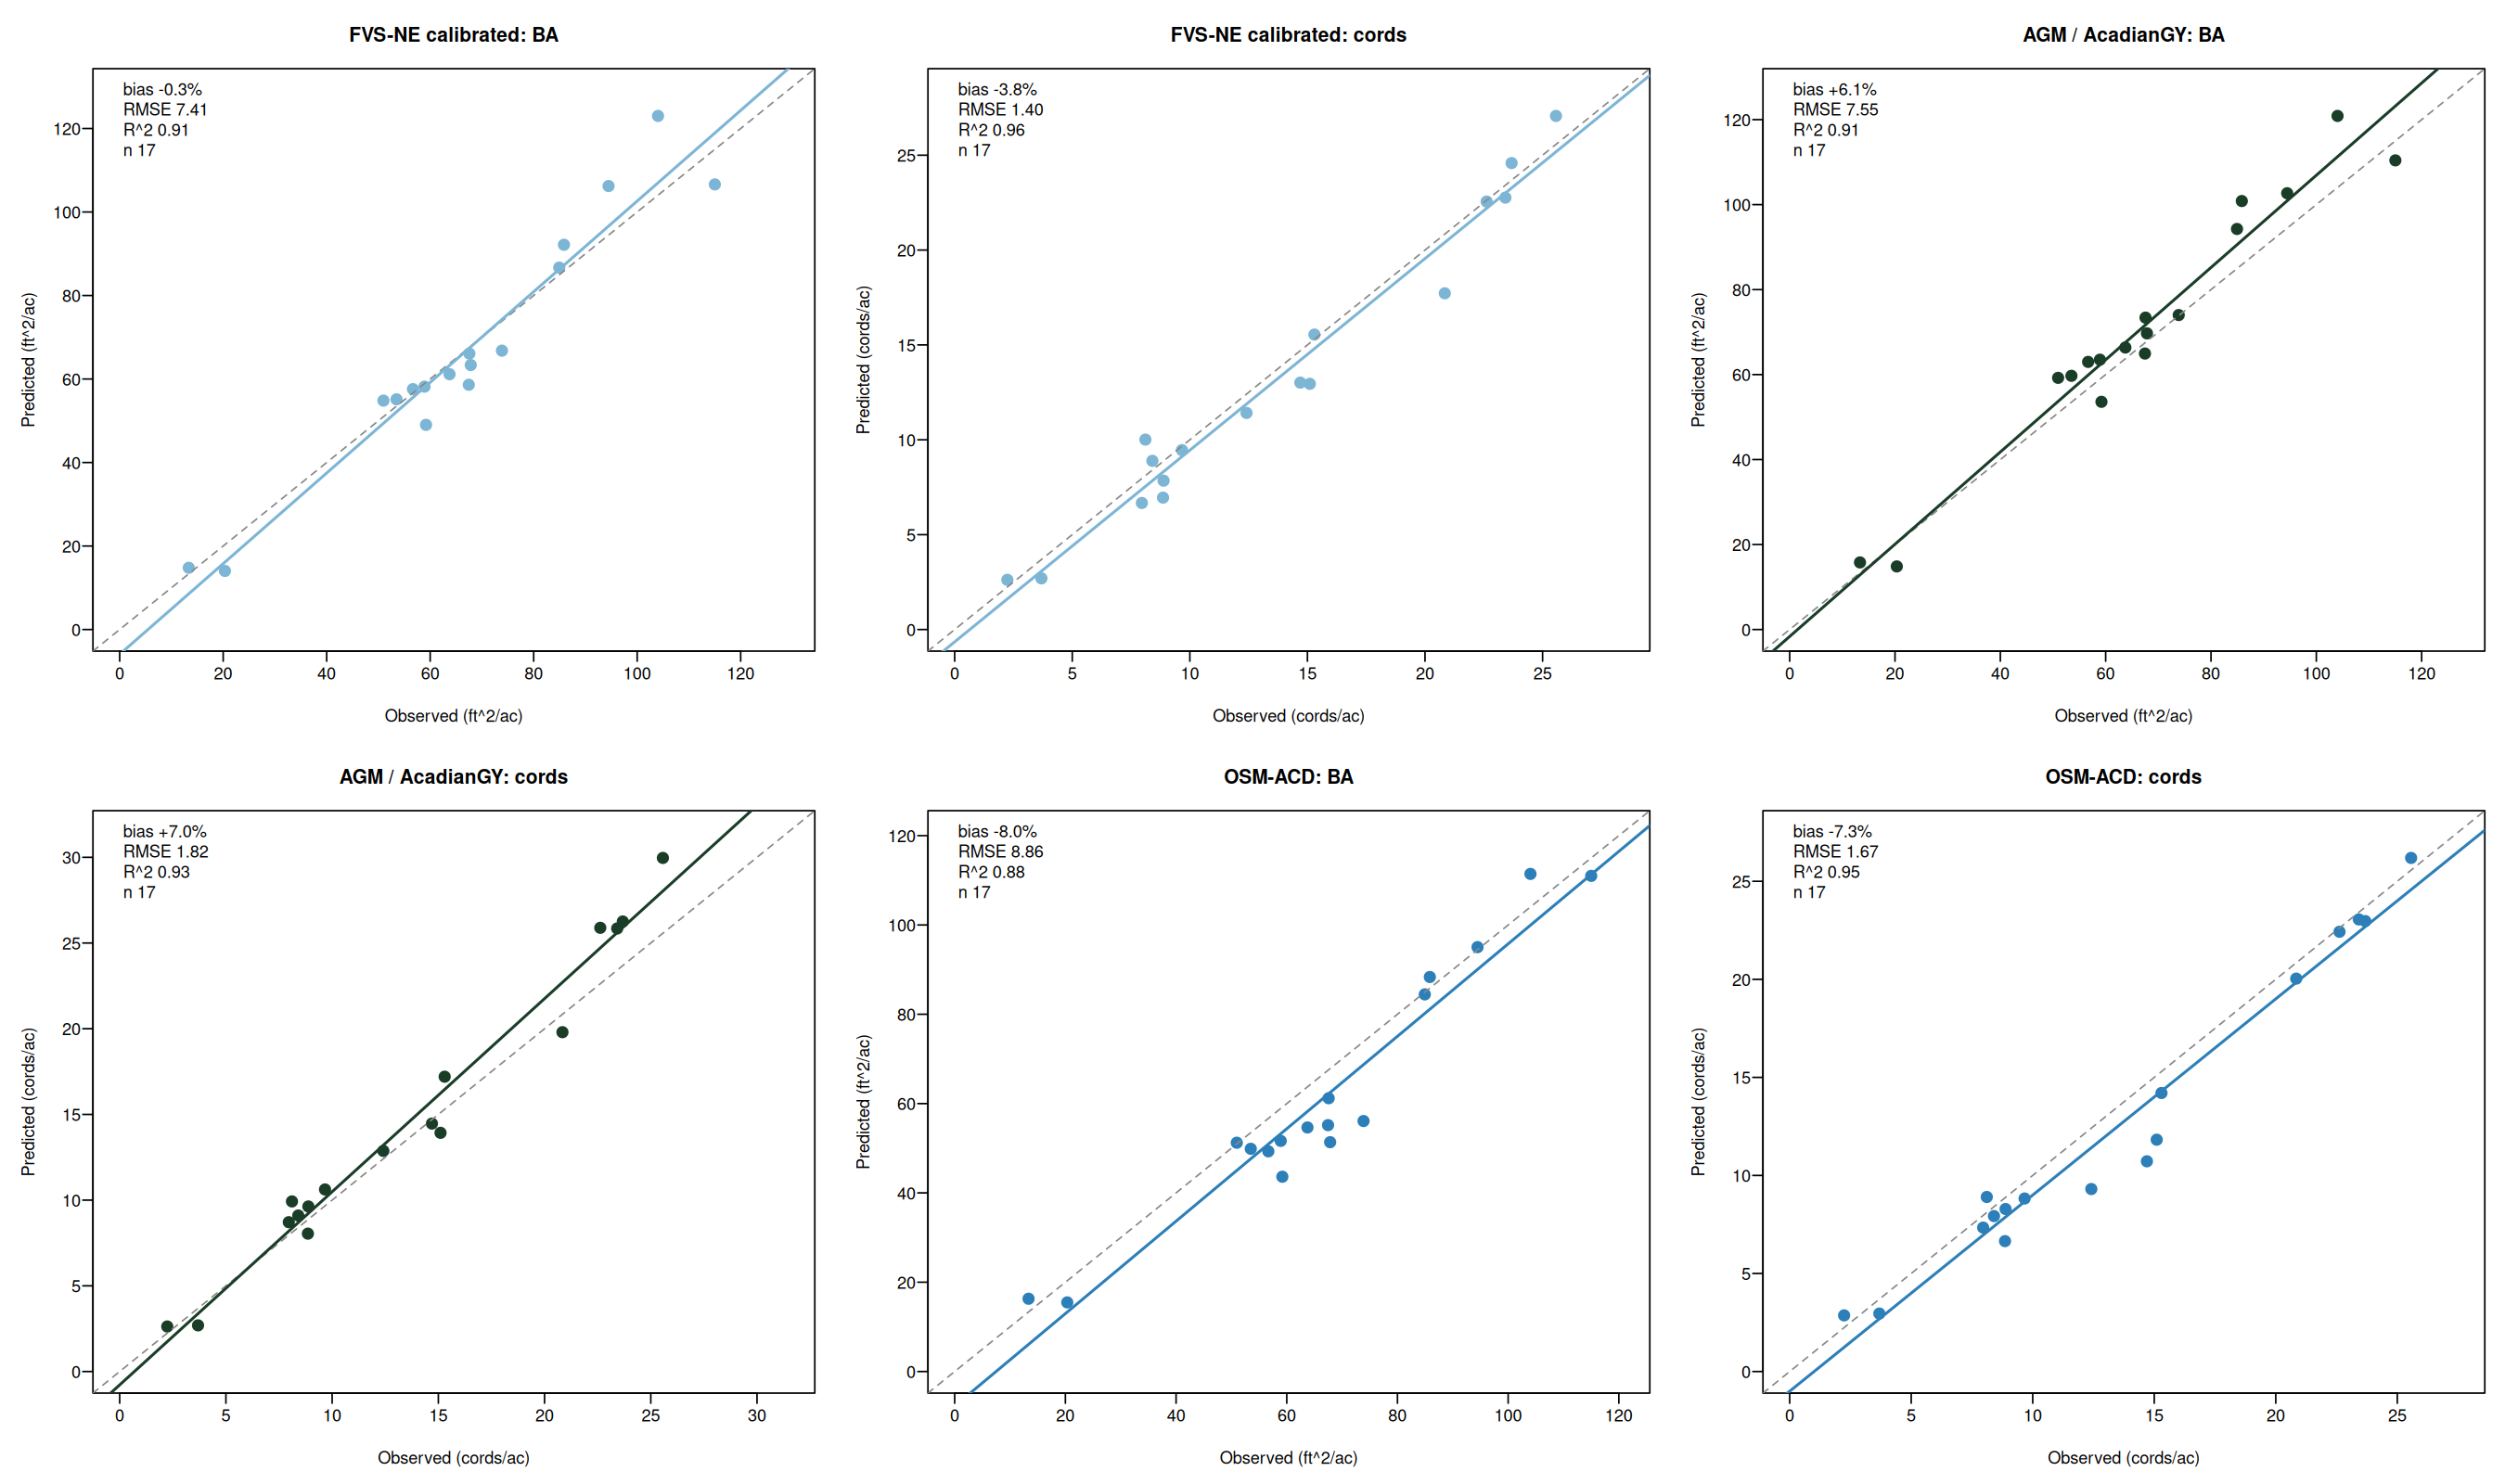 FVS-NE calibrated: BA
bias -0.3%
RMSE 7.41
R^2 0.91
n 17
120
100
80
60
40
20
0
Predicted (ft^2/ac)
0 20 40 60 80 100 120
Observed (ft^2/ac)
FVS-NE calibrated: cords
bias -3.8%
RMSE 1.40
R^2 0.96
n 17
25
20
15
10
5
0
Predicted (cords/ac)
0 5 10 15 20 25
Observed (cords/ac)
AGM / AcadianGY: BA
bias +6.1%
RMSE 7.55
R^2 0.91
n 17
120
100
80
60
40
20
0
Predicted (ft^2/ac)
0 20 40 60 80 100 120
Observed (ft^2/ac)
AGM / AcadianGY: cords
bias +7.0%
RMSE 1.82
R^2 0.93
n 17
30
25
20
15
10
5
0
Predicted (cords/ac)
0 5 10 15 20 25 30
Observed (cords/ac)
OSM-ACD: BA
bias -8.0%
RMSE 8.86
R^2 0.88
n 17
120
100
80
60
40
20
0
Predicted (ft^2/ac)
0 20 40 60 80 100 120
Observed (ft^2/ac)
OSM-ACD: cords
bias -7.3%
RMSE 1.67
R^2 0.95
n 17
25
20
15
10
5
0
Predicted (cords/ac)
0 5 10 15 20 25
Observed (cords/ac)